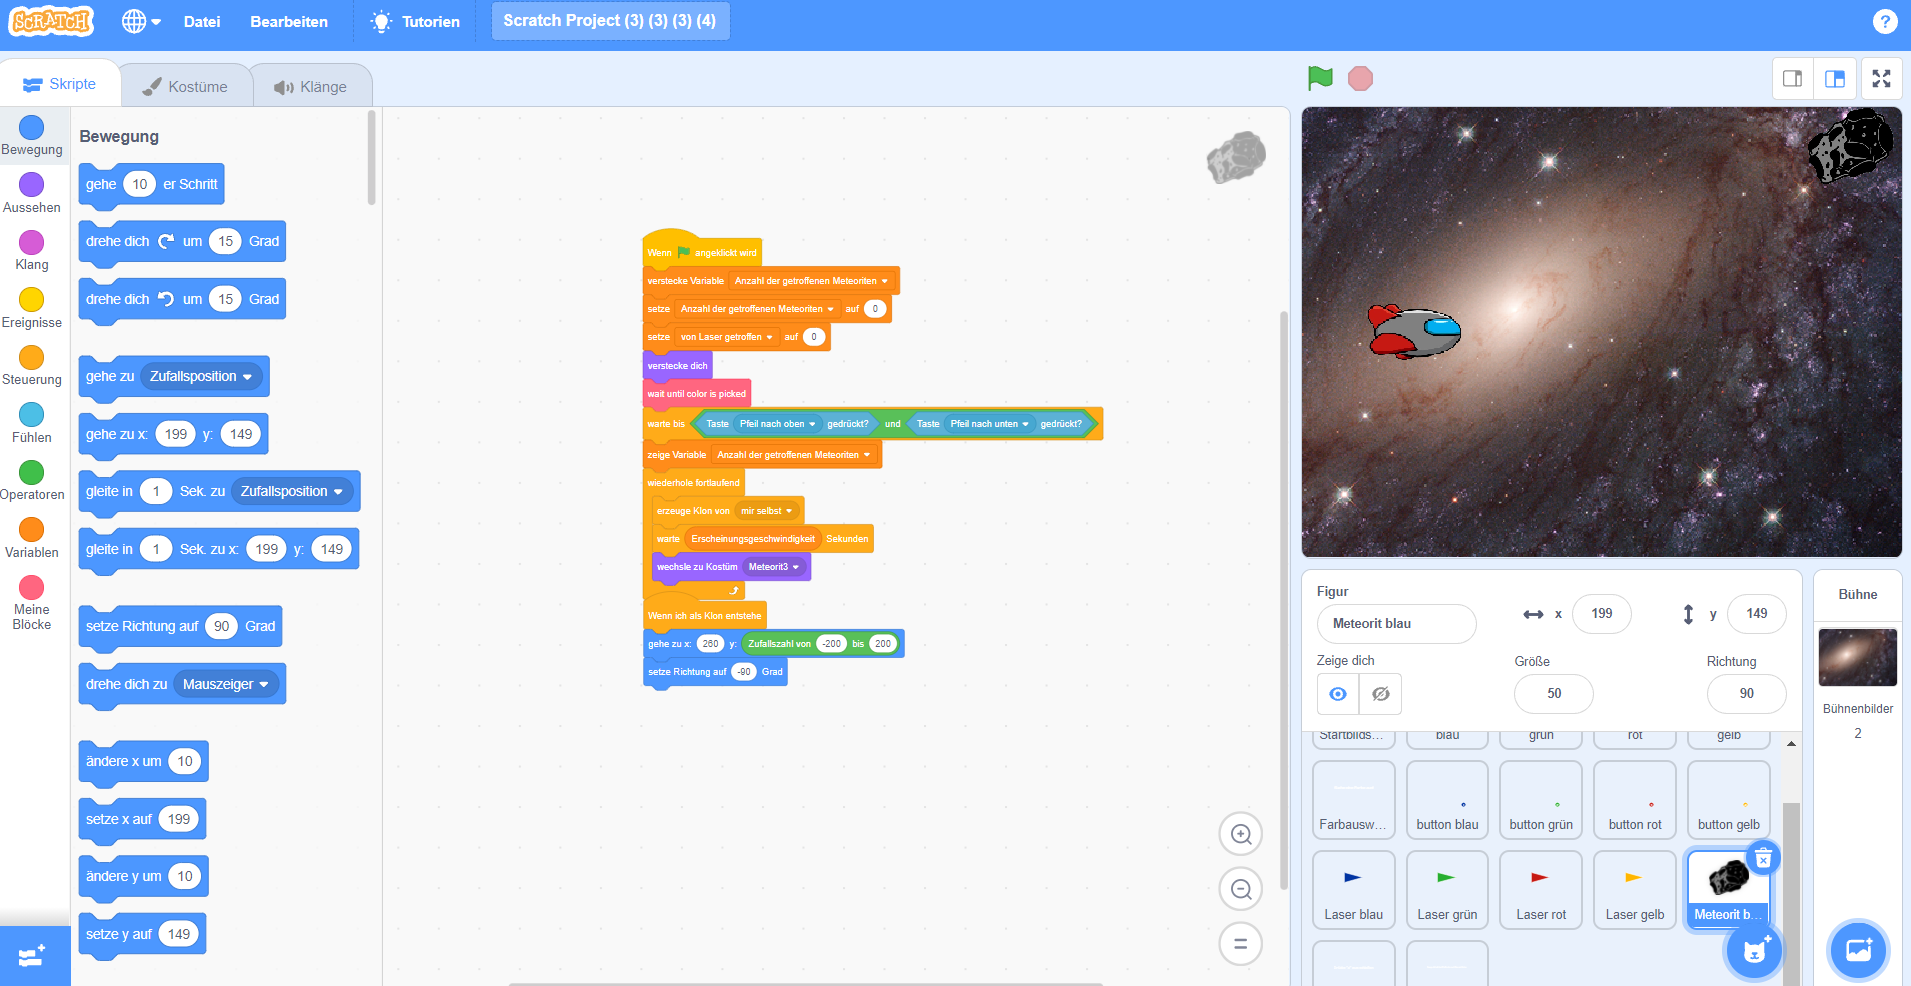 SCRATCH
Datei
Bearbeiten
Tutorien
Scratch Project (3) (3) (3) (4)
?
Skripte
Kostüme
Klänge
Bewegung
Aussehen
Klang
Ereignisse
Steuerung
Fühlen
Operatoren
Variablen
Meine
Blöcke
Bewegung
gehe 10 er Schritt
drehe dich um 15 Grad
drehe dich um 15 Grad
gehe zu Zufallsposition
gehe zu x: 199 y: 149
gleite in 1 Sek. zu Zufallsposition
gleite in 1 Sek. zu x: 199 y: 149
setze Richtung auf 90 Grad
drehe dich zu Mauszeiger
ändere x um 10
setze x auf 199
ändere y um 10
setze y auf 149
Wenn angeklickt wird
verstecke Variable Anzahl der getroffenen Meteoriten
setze Anzahl der getroffenen Meteoriten auf 0
setze von Laser getroffen auf 0
verstecke dich
wait until color is picked
warte bis Taste Pfeil nach oben gedrückt? und Taste Pfeil nach unten gedrückt?
zeige Variable Anzahl der getroffenen Meteoriten
wiederhole fortlaufend
erzeuge Klon von mir selbst
warte Erscheinungsgeschwindigkeit Sekunden
wechsle zu Kostüm Meteorit3
Wenn ich als Klon entstehe
gehe zu x: 260 y: Zufallszahl von -200 bis 200
setze Richtung auf -90 Grad
Figur
Meteorit blau
x 199
y 149
Zeige dich
Größe
50
Richtung
90
Startbilds...
blau
grün
rot
gelb
Farbausw...
button blau
button grün
button rot
button gelb
Laser blau
Laser grün
Laser rot
Laser gelb
Meteorit b...
Bühne
Bühnenbilder
2